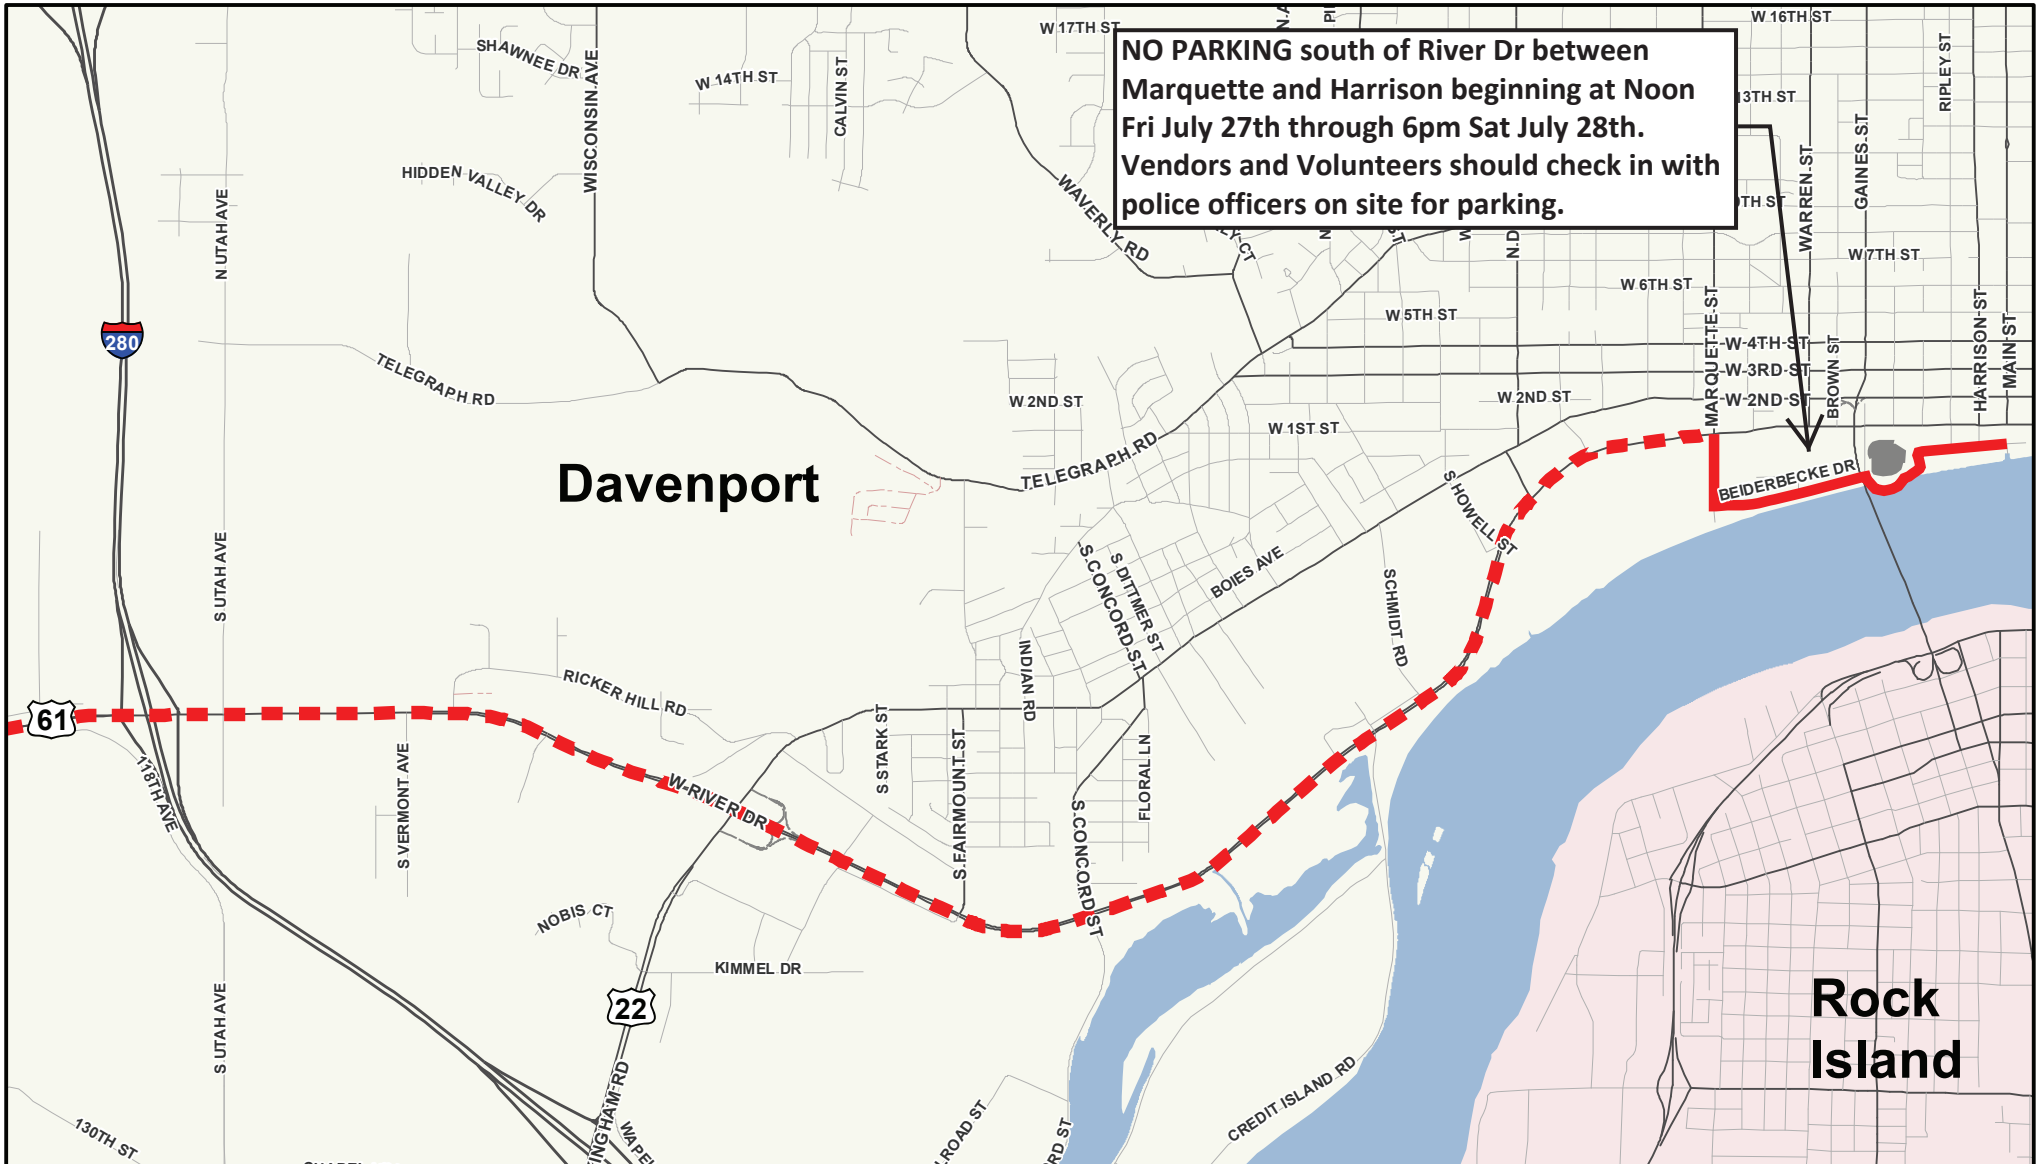 W 17TH ST
W 16TH ST
SHAWNEE DR
WISCONSIN AVE
W 14TH ST
CALVIN ST
NO PARKING south of River Dr between
Marquette and Harrison beginning at Noon
Fri July 27th through 6pm Sat July 28th.
Vendors and Volunteers should check in with
police officers on site for parking.
13TH ST
RIPLEY ST
WARREN ST
GAINES ST
HIDDEN VALLEY DR
N UTAH AVE
WAVERLY RD
W 7TH ST
W 6TH ST
W 5TH ST
280
TELEGRAPH RD
MARQUETTE ST
W 4TH ST
W 3RD ST
W 2ND ST
BROWN ST
HARRISON ST
MAIN ST
W 2ND ST
W 2ND ST
W 1ST ST
TELEGRAPH RD
Davenport
BEIDERBECKE DR
S HOWELL ST
S UTAH AVE
S CONCORD ST
S DITTMER ST
BOIES AVE
SCHMIDT RD
INDIAN RD
RICKER HILL RD
61
S STARK ST
S FAIRMOUNT ST
FLORAL LN
118TH AVE
S VERMONT AVE
W RIVER DR
S CONCORD ST
NOBIS CT
KIMMEL DR
22
S UTAH AVE
Rock
Island
CREDIT ISLAND RD
130TH ST